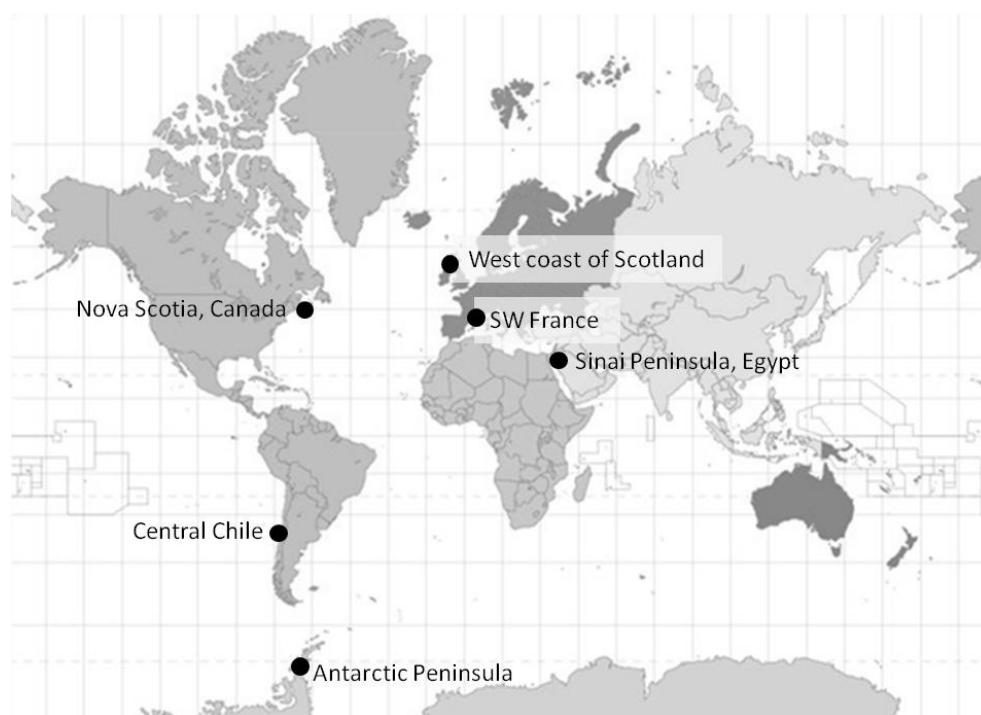 West coast of Scotland
Nova Scotia, Canada
SW France
Sinai Peninsula, Egypt
Central Chile
Antarctic Peninsula